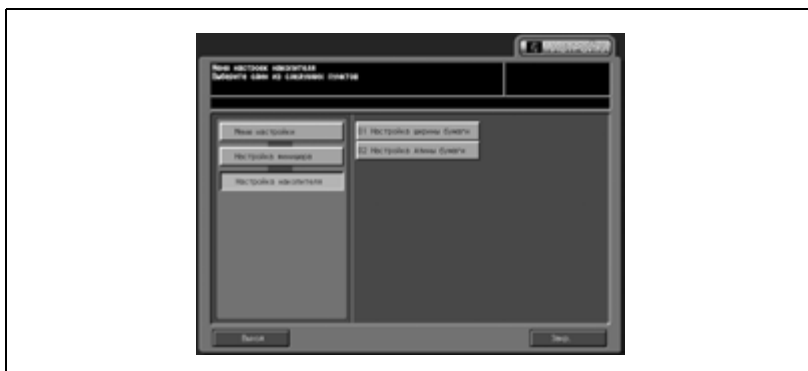 Меню настроек накопителя
Выберите один из следующих пунктов
Меню настройки
Настройка финишера
Настройка накопителя
01 Настройка ширины бумаги
02 Настройка длины бумаги
Выход
Закр.